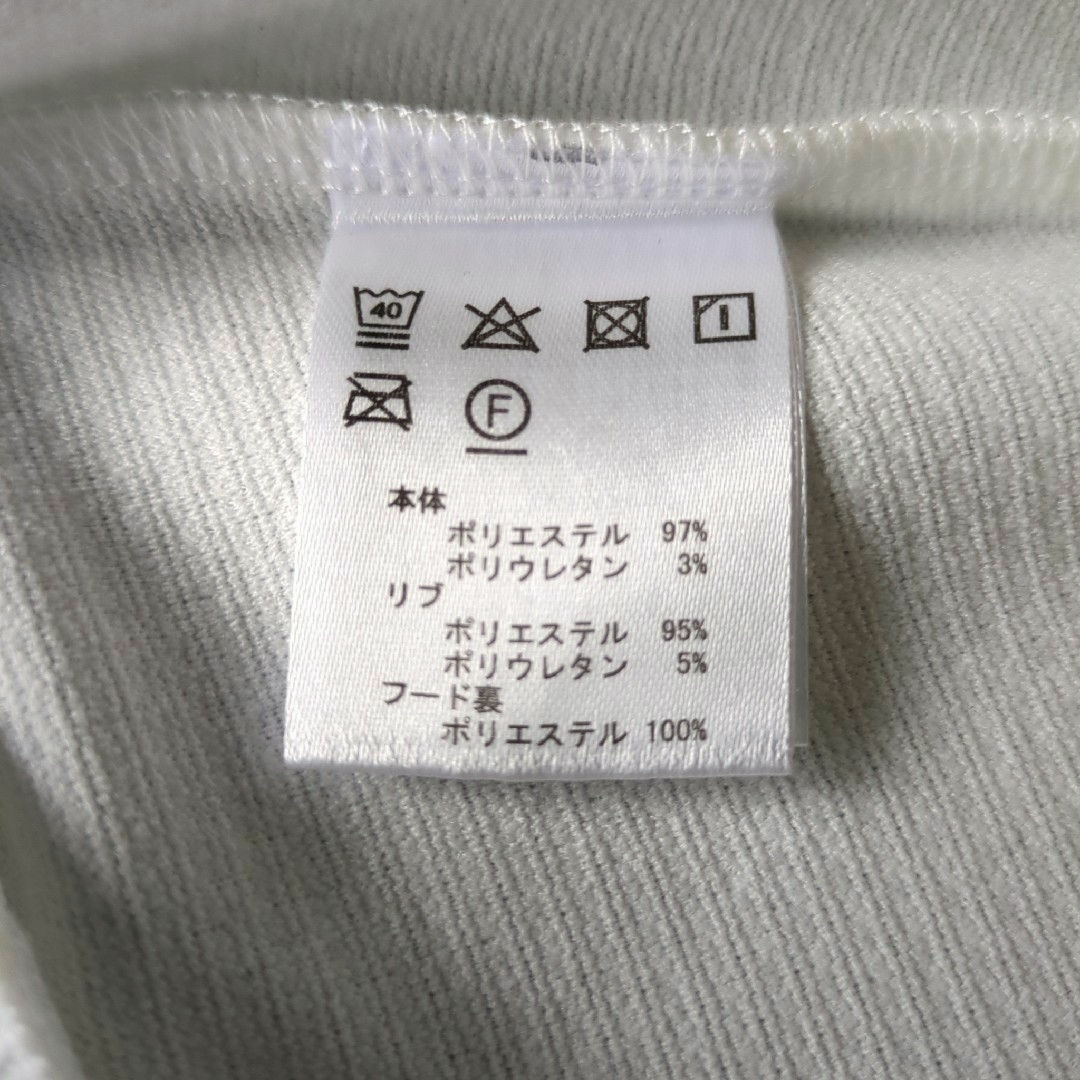 40
F
本体
ポリエステル 97%
ポリウレタン 3%
リブ
ポリエステル 95%
ポリウレタン 5%
フード裏
ポリエステル 100%